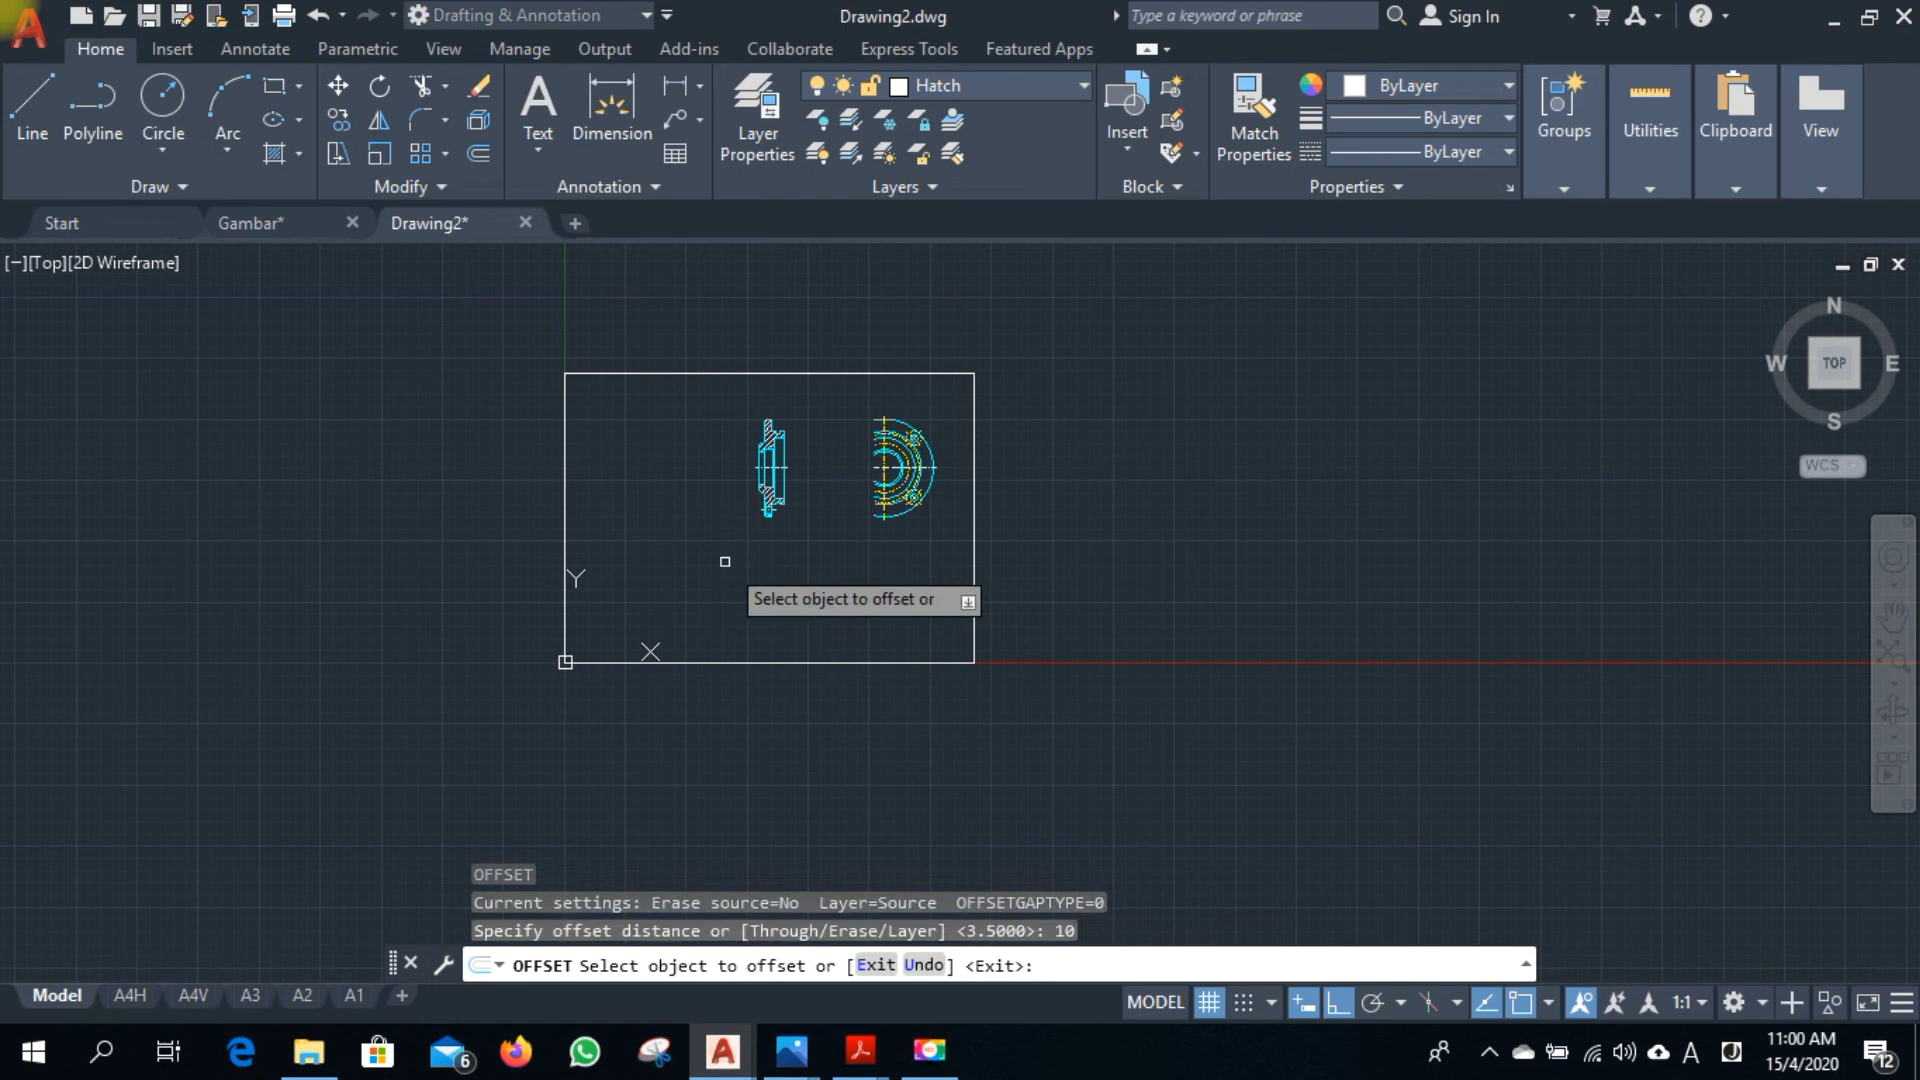 Drafting & Annotation
Drawing2.dwg
Type a keyword or phrase
Sign In
Home Insert Annotate Parametric View Manage Output Add-ins Collaborate Express Tools Featured Apps
Line Polyline Circle Arc
Draw
Modify
Text Dimension
Annotation
Layer Properties
Hatch
Layers
Insert
Block
Match Properties
ByLayer
ByLayer
ByLayer
Properties
Groups
Utilities
Clipboard
View
Start Gambar* Drawing2*
[−][Top][2D Wireframe]
N
W TOP E
S
WCS
Y
X
Select object to offset or
OFFSET
Current settings: Erase source=No Layer=Source OFFSETGAPTYPE=0
Specify offset distance or [Through/Erase/Layer] <3.5000>: 10
OFFSET Select object to offset or [Exit Undo] <Exit>:
Model A4H A4V A3 A2 A1
MODEL 1:1
6
11:00 AM
15/4/2020
12